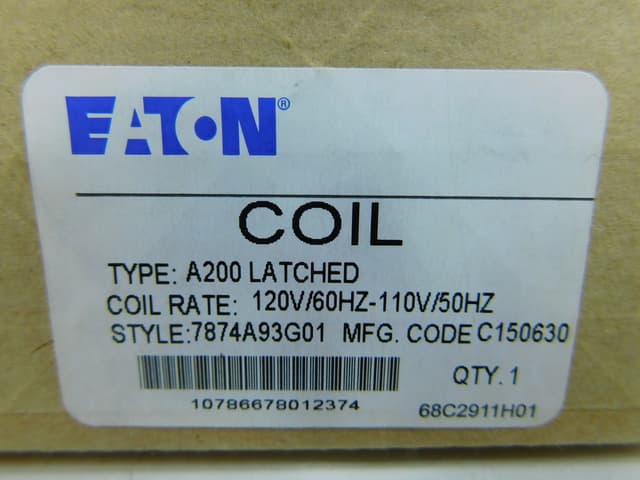 EATON®
COIL
TYPE: A200 LATCHED
COIL RATE: 120V/60HZ-110V/50HZ
STYLE:7874A93G01 MFG. CODE C150630
QTY. 1
10786678012374
68C2911H01